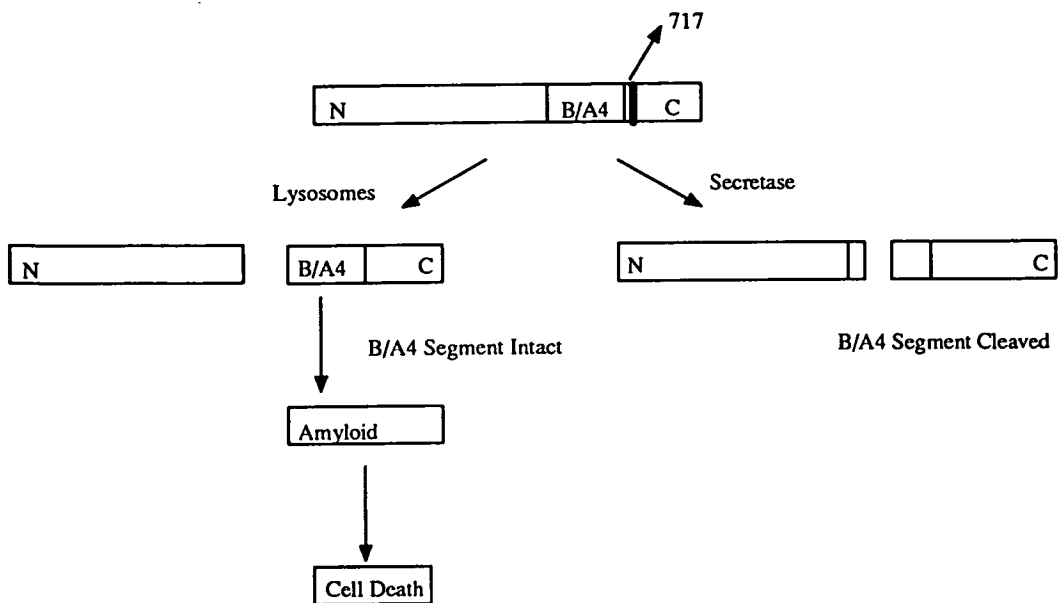 717
N B/A4 C
Lysosomes
Secretase
N
B/A4 C
N
C
B/A4 Segment Intact
B/A4 Segment Cleaved
Amyloid
Cell Death